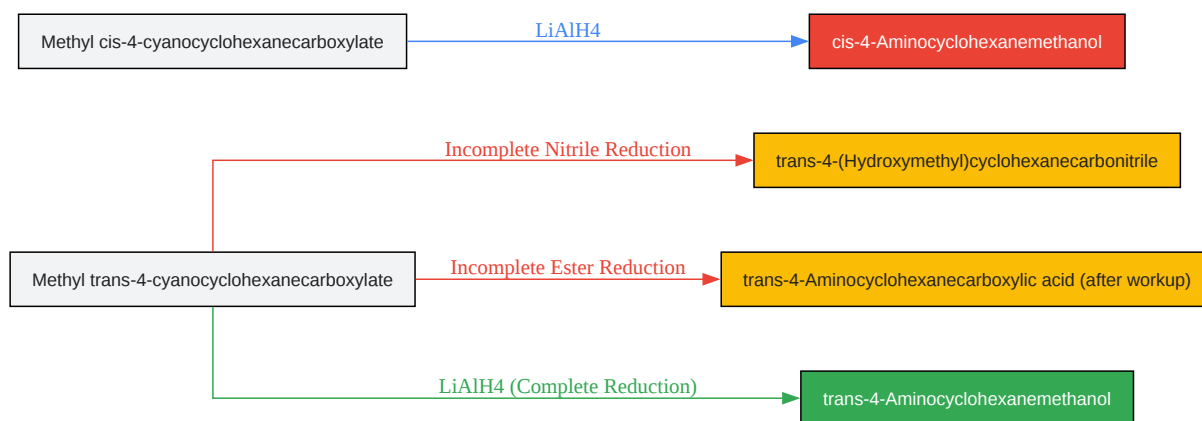 Methyl cis-4-cyanocyclohexanecarboxylate
LiAlH4
cis-4-Aminocyclohexanemethanol
Incomplete Nitrile Reduction
trans-4-(Hydroxymethyl)cyclohexanecarbonitrile
Methyl trans-4-cyanocyclohexanecarboxylate
Incomplete Ester Reduction
trans-4-Aminocyclohexanecarboxylic acid (after workup)
LiAlH4 (Complete Reduction)
trans-4-Aminocyclohexanemethanol